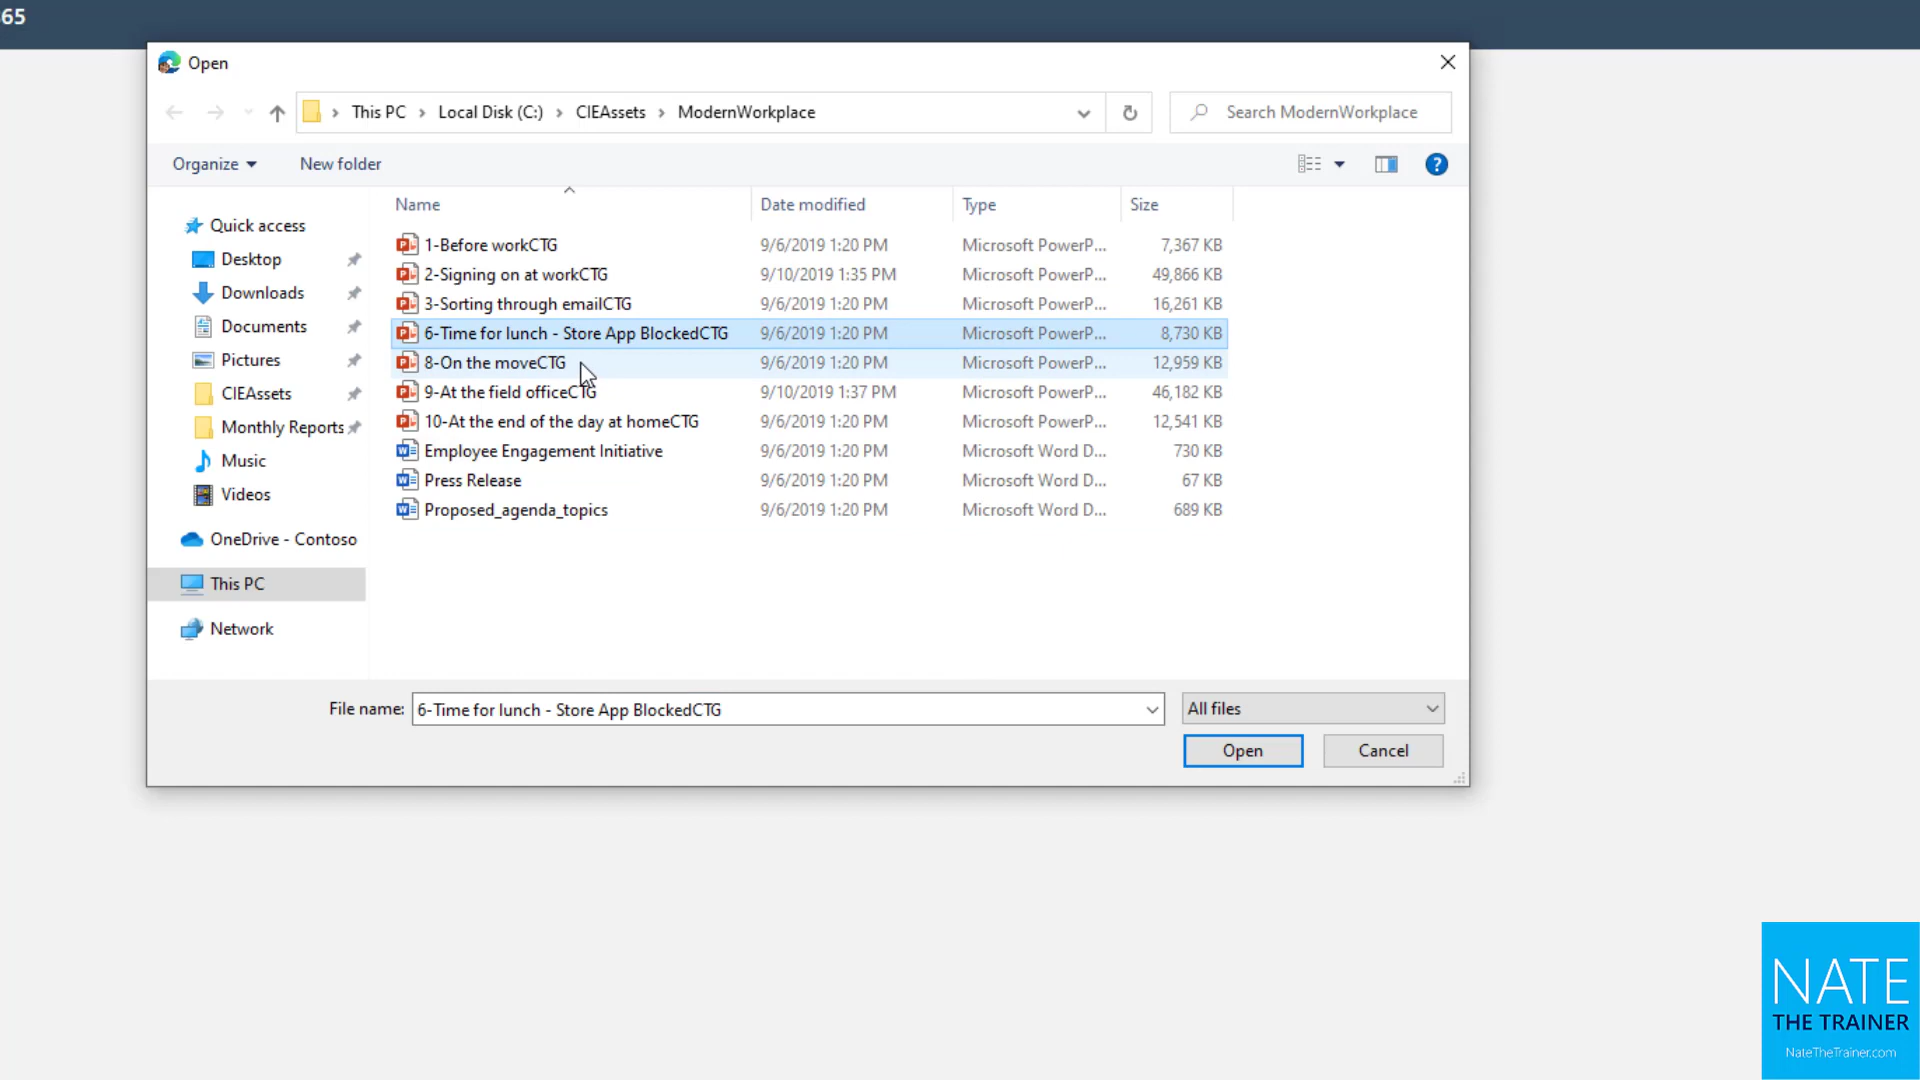 65
Open
This PC > Local Disk (C:) > CIEAssets > ModernWorkplace
Search ModernWorkplace
Organize
New folder
Name Date modified Type Size
Quick access
Desktop
Downloads
Documents
Pictures
CIEAssets
Monthly Reports
Music
Videos
OneDrive - Contoso
This PC
Network
1-Before workCTG 9/6/2019 1:20 PM Microsoft PowerP... 7,367 KB
2-Signing on at workCTG 9/10/2019 1:35 PM Microsoft PowerP... 49,866 KB
3-Sorting through emailCTG 9/6/2019 1:20 PM Microsoft PowerP... 16,261 KB
6-Time for lunch - Store App BlockedCTG 9/6/2019 1:20 PM Microsoft PowerP... 8,730 KB
8-On the moveCTG 9/6/2019 1:20 PM Microsoft PowerP... 12,959 KB
9-At the field officeCTG 9/10/2019 1:37 PM Microsoft PowerP... 46,182 KB
10-At the end of the day at homeCTG 9/6/2019 1:20 PM Microsoft PowerP... 12,541 KB
Employee Engagement Initiative 9/6/2019 1:20 PM Microsoft Word D... 730 KB
Press Release 9/6/2019 1:20 PM Microsoft Word D... 67 KB
Proposed_agenda_topics 9/6/2019 1:20 PM Microsoft Word D... 689 KB
File name: 6-Time for lunch - Store App BlockedCTG
All files
Open
Cancel
NATE
THE TRAINER
NateTheTrainer.com